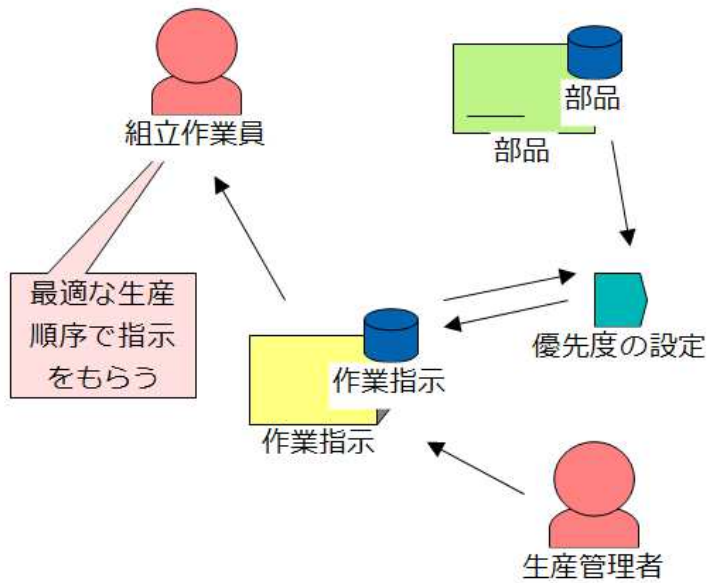 組立作業員
部品
部品
最適な生産
順序で指示
をもらう
優先度の設定
作業指示
作業指示
生産管理者